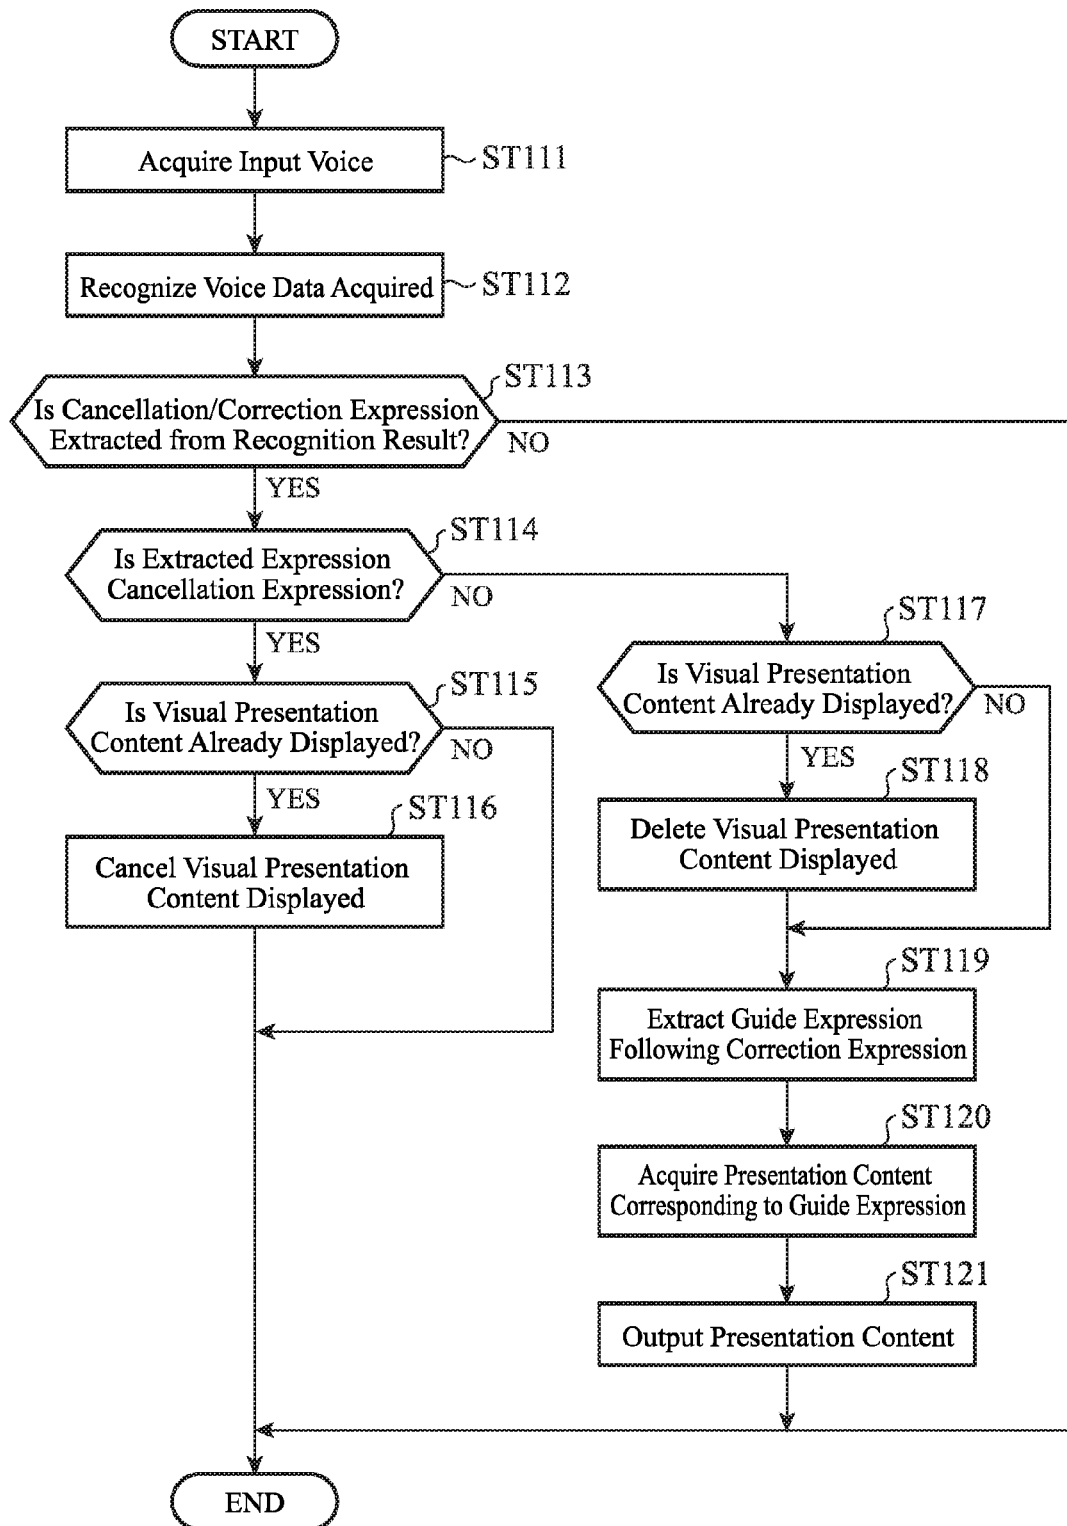 START
Acquire Input Voice
ST111
Recognize Voice Data Acquired
ST112
ST113
Is Cancellation/Correction Expression
Extracted from Recognition Result?
NO
YES
ST114
Is Extracted Expression
Cancellation Expression?
NO
YES
ST115
Is Visual Presentation
Content Already Displayed?
NO
YES
ST116
Cancel Visual Presentation
Content Displayed
ST117
Is Visual Presentation
Content Already Displayed?
NO
YES
ST118
Delete Visual Presentation
Content Displayed
ST119
Extract Guide Expression
Following Correction Expression
ST120
Acquire Presentation Content
Corresponding to Guide Expression
ST121
Output Presentation Content
END